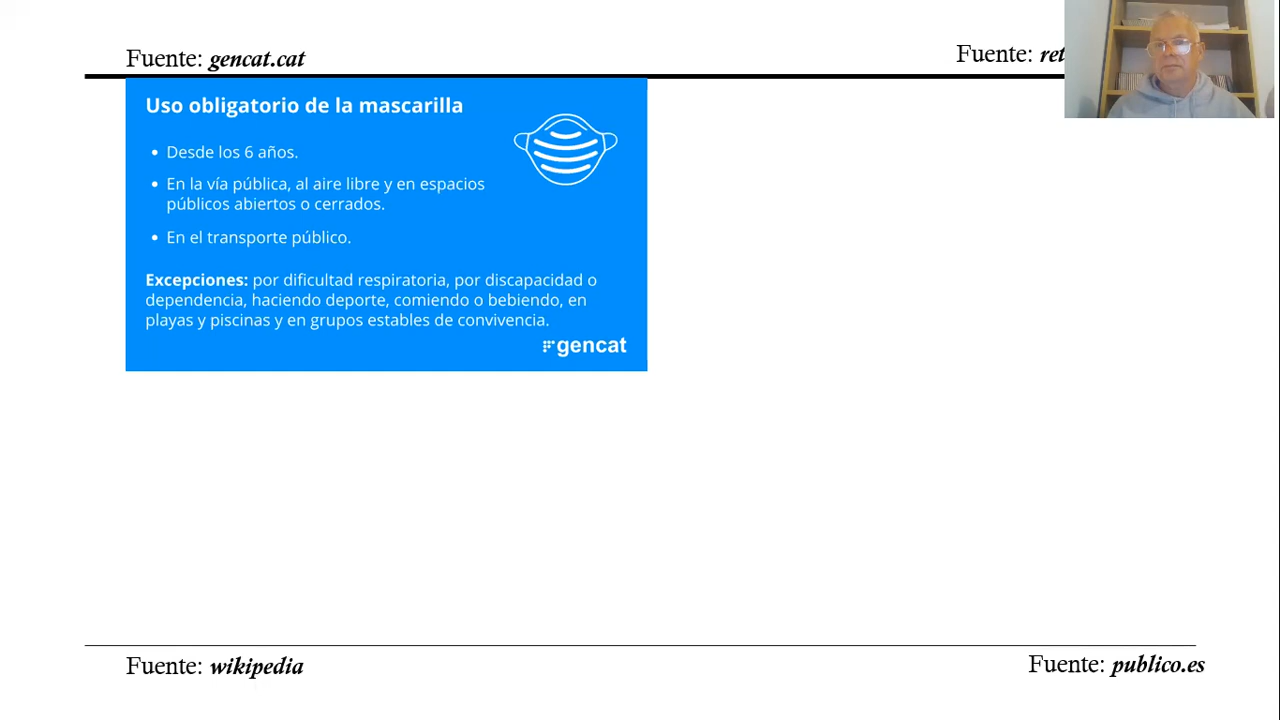 Fuente: gencat.cat
Fuente:
Uso obligatorio de la mascarilla
• Desde los 6 años.
• En la vía pública, al aire libre y en espacios
públicos abiertos o cerrados.
• En el transporte público.
Excepciones: por dificultad respiratoria, por discapacidad o
dependencia, haciendo deporte, comiendo o bebiendo, en
playas y piscinas y en grupos estables de convivencia.
gencat
Fuente: wikipedia
Fuente: publico.es